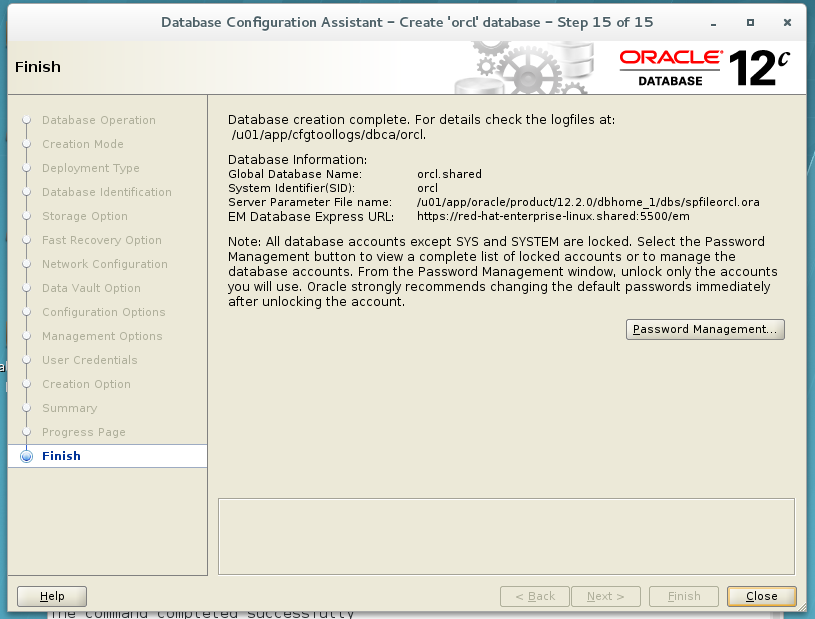 Database Configuration Assistant – Create 'orcl' database – Step 15 of 15
Finish
ORACLE®
DATABASE
12c
Database Operation
Creation Mode
Deployment Type
Database Identification
Storage Option
Fast Recovery Option
Network Configuration
Data Vault Option
Configuration Options
Management Options
User Credentials
Creation Option
Summary
Progress Page
Finish
Database creation complete. For details check the logfiles at:
/u01/app/cfgtoollogs/dbca/orcl.
Database Information:
Global Database Name: orcl.shared
System Identifier(SID): orcl
Server Parameter File name: /u01/app/oracle/product/12.2.0/dbhome_1/dbs/spfileorcl.ora
EM Database Express URL: https://red-hat-enterprise-linux.shared:5500/em
Note: All database accounts except SYS and SYSTEM are locked. Select the Password
Management button to view a complete list of locked accounts or to manage the
database accounts. From the Password Management window, unlock only the accounts
you will use. Oracle strongly recommends changing the default passwords immediately
after unlocking the account.
Password Management...
Help
< Back
Next >
Finish
Close
The command completed successfully